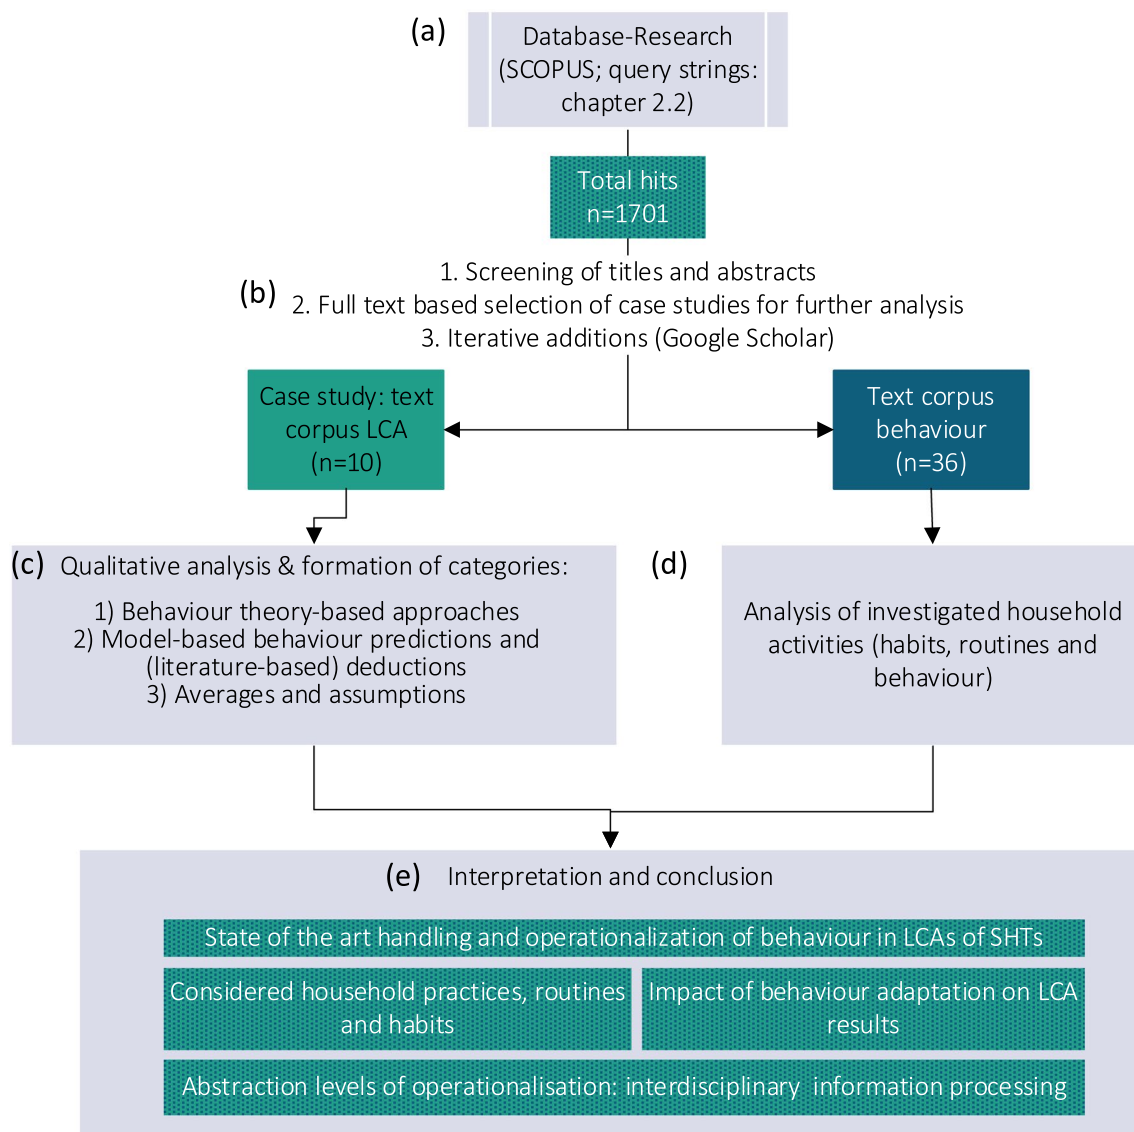 (a)
Database-Research
(SCOPUS; query strings:
chapter 2.2)
Total hits
n=1701
(b)
1. Screening of titles and abstracts
2. Full text based selection of case studies for further analysis
3. Iterative additions (Google Scholar)
Case study: text
corpus LCA
(n=10)
Text corpus
behaviour
(n=36)
(c) Qualitative analysis & formation of categories:
1) Behaviour theory-based approaches
2) Model-based behaviour predictions and
(literature-based) deductions
3) Averages and assumptions
(d)
Analysis of investigated household
activities (habits, routines and
behaviour)
(e) Interpretation and conclusion
State of the art handling and operationalization of behaviour in LCAs of SHTs
Considered household practices, routines
and habits
Impact of behaviour adaptation on LCA
results
Abstraction levels of operationalisation: interdisciplinary information processing